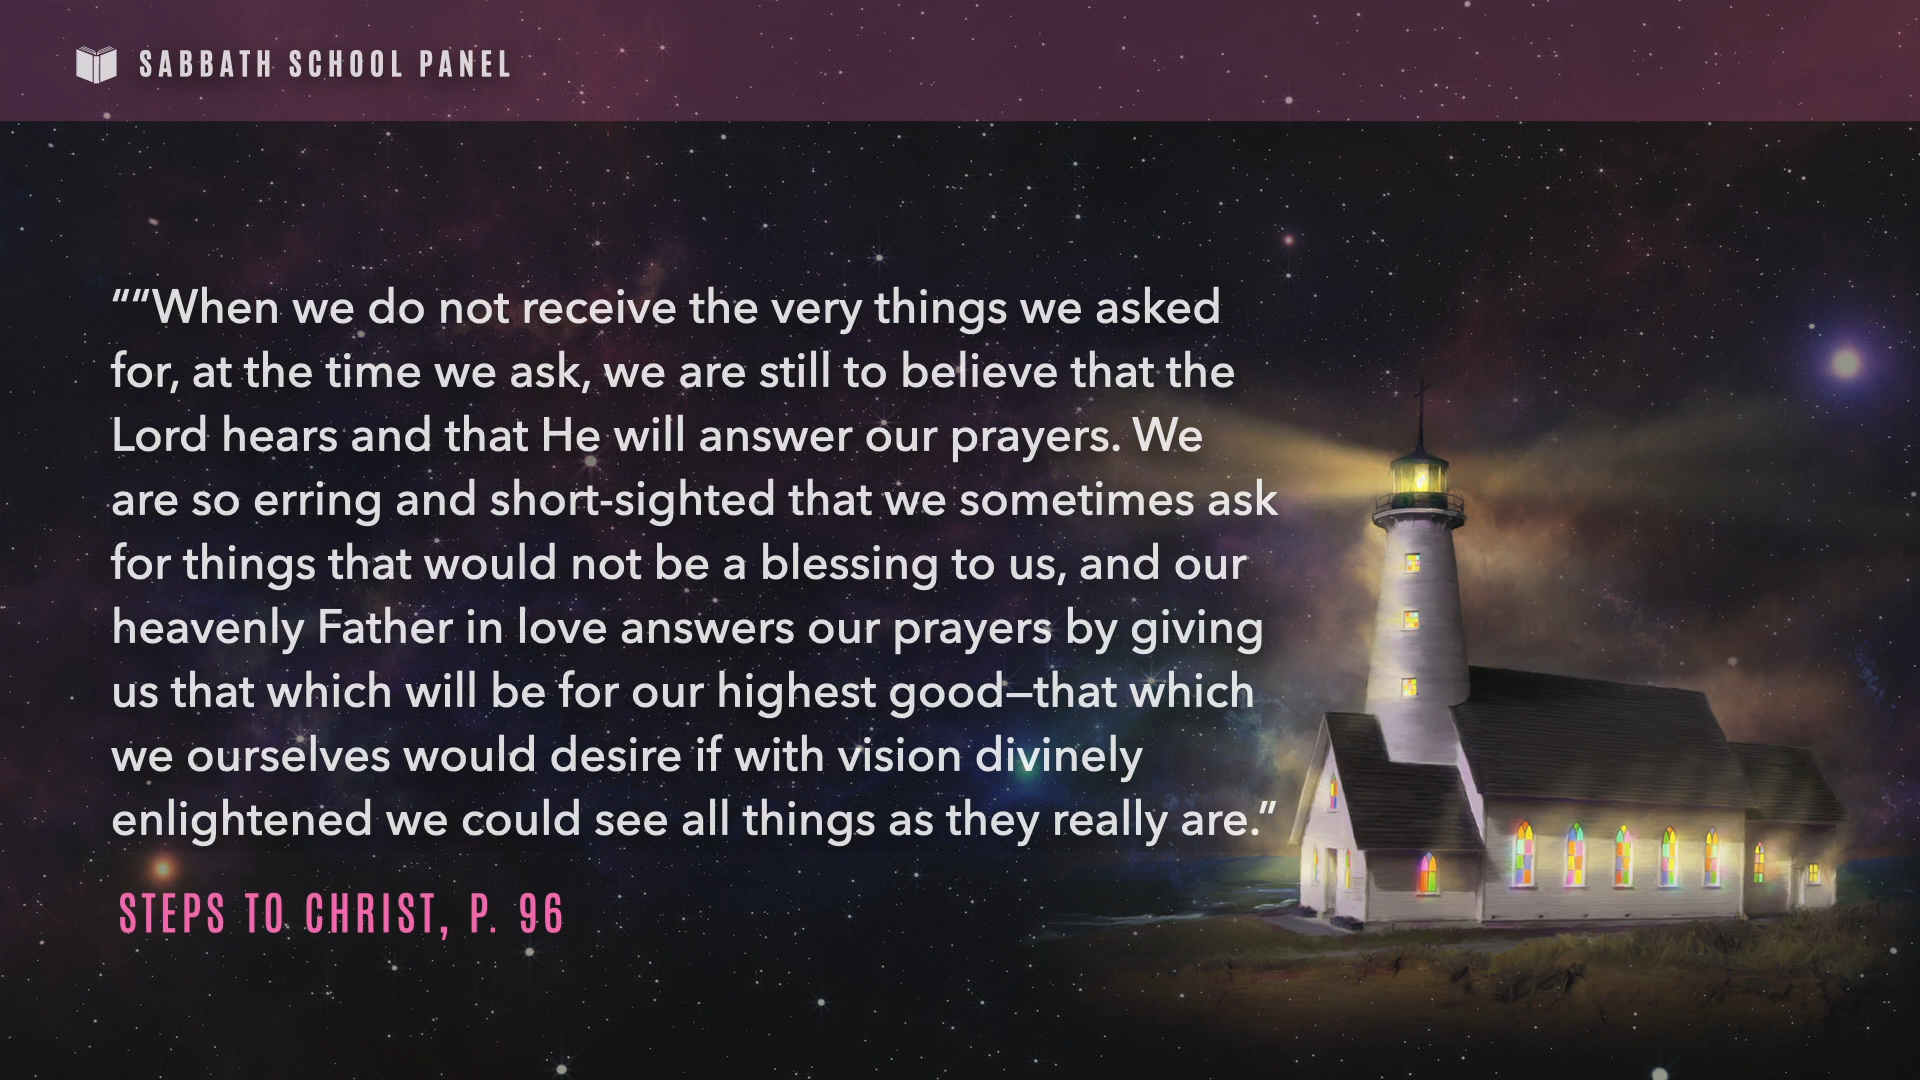 SABBATH SCHOOL PANEL
““When we do not receive the very things we asked
for, at the time we ask, we are still to believe that the
Lord hears and that He will answer our prayers. We
are so erring and short-sighted that we sometimes ask
for things that would not be a blessing to us, and our
heavenly Father in love answers our prayers by giving
us that which will be for our highest good—that which
we ourselves would desire if with vision divinely
enlightened we could see all things as they really are.”
STEPS TO CHRIST, P. 96